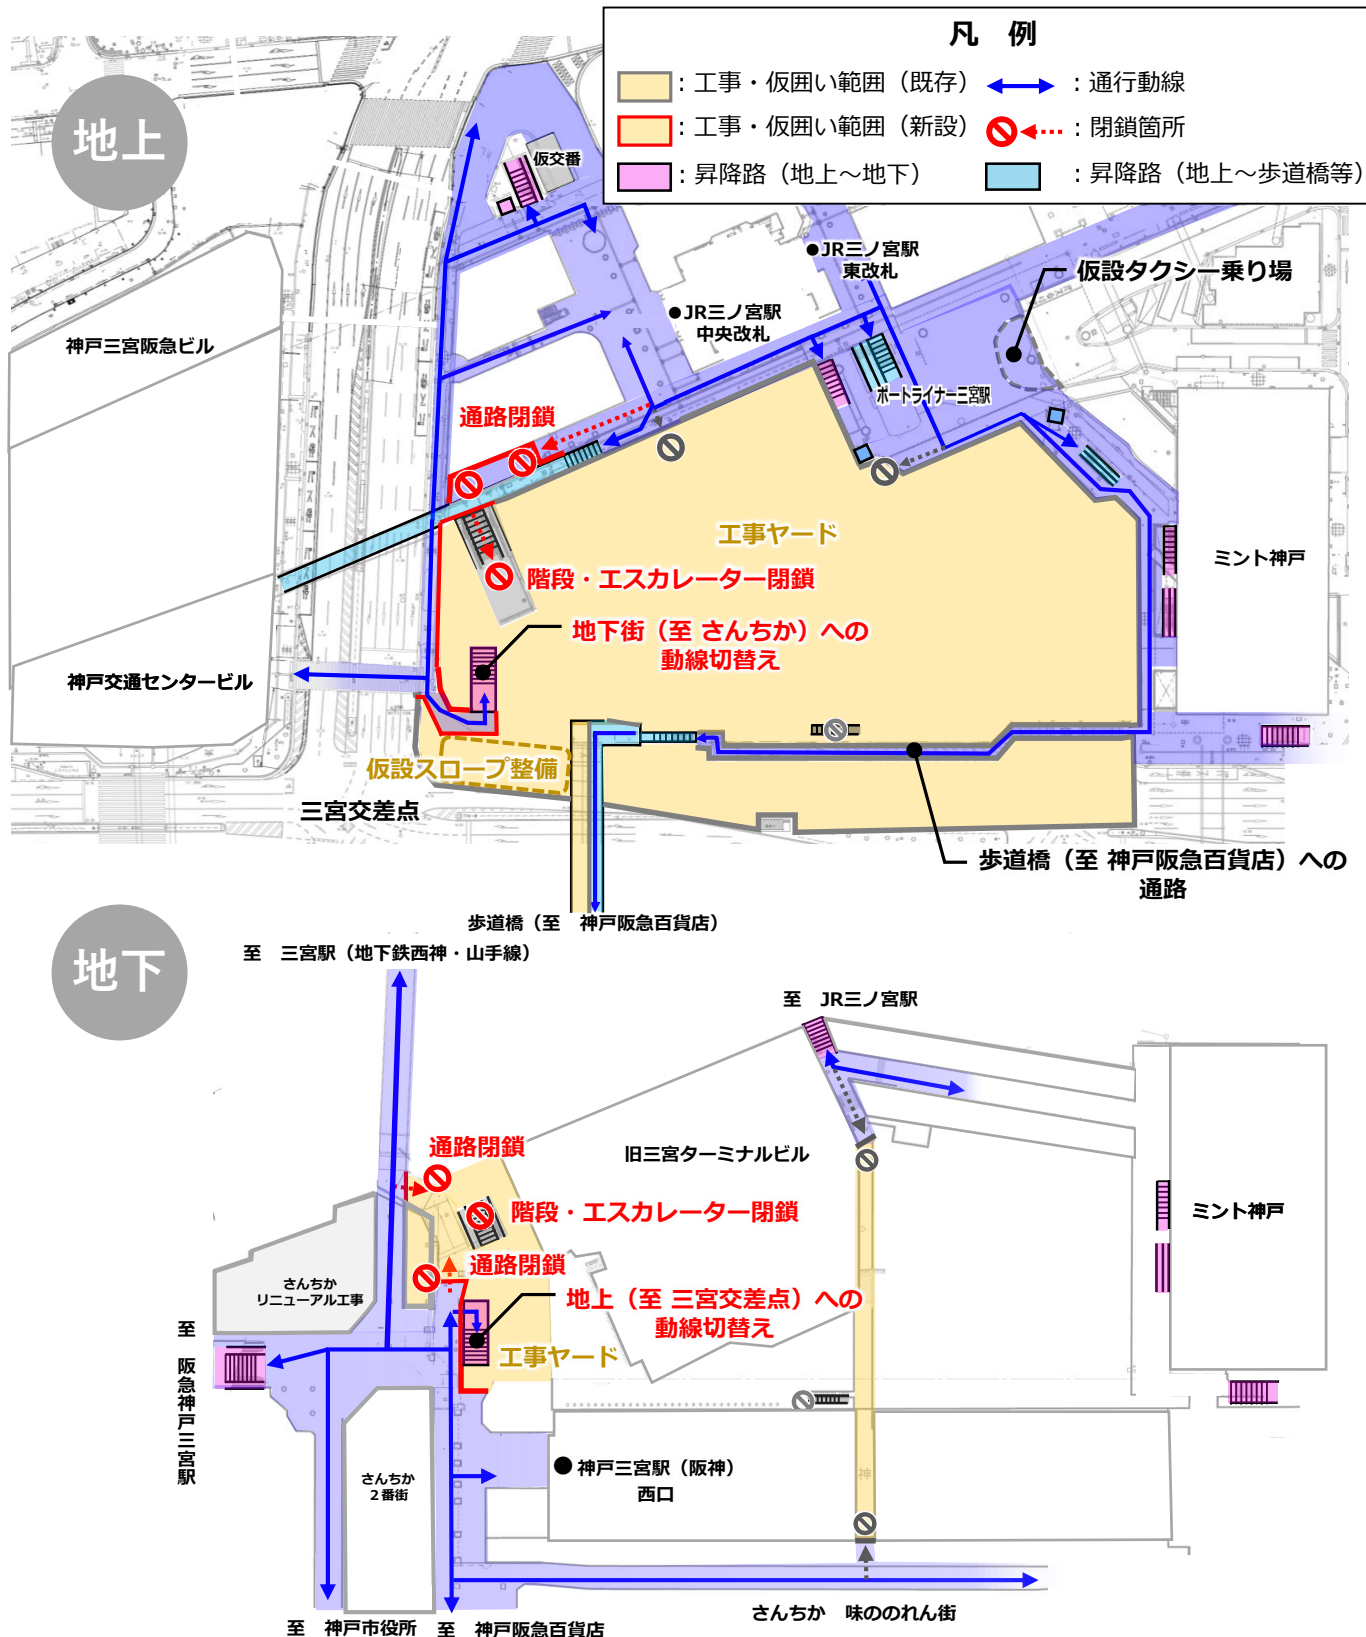 凡 例
：工事・仮囲い範囲（既存）
：通行動線
：工事・仮囲い範囲（新設）
：閉鎖箇所
：昇降路（地上～地下）
：昇降路（地上～歩道橋等）
地上
仮交番
●JR三ノ宮駅
東改札
仮設タクシー乗り場
●JR三ノ宮駅
中央改札
神戸三宮阪急ビル
ポートライナー三宮駅
通路閉鎖
工事ヤード
ミント神戸
階段・エスカレーター閉鎖
地下街（至 さんちか）への
動線切替え
神戸交通センタービル
仮設スロープ整備
三宮交差点
歩道橋（至 神戸阪急百貨店）への
通路
歩道橋（至　神戸阪急百貨店）
地下
至　三宮駅（地下鉄西神・山手線）
至　JR三ノ宮駅
通路閉鎖
旧三宮ターミナルビル
階段・エスカレーター閉鎖
ミント神戸
通路閉鎖
さんちか
リニューアル工事
地上（至 三宮交差点）への
動線切替え
工事ヤード
至　阪急神戸三宮駅
●神戸三宮駅（阪神）
西口
さんちか
２番街
神
さんちか　味ののれん街
至　神戸市役所
至　神戸阪急百貨店